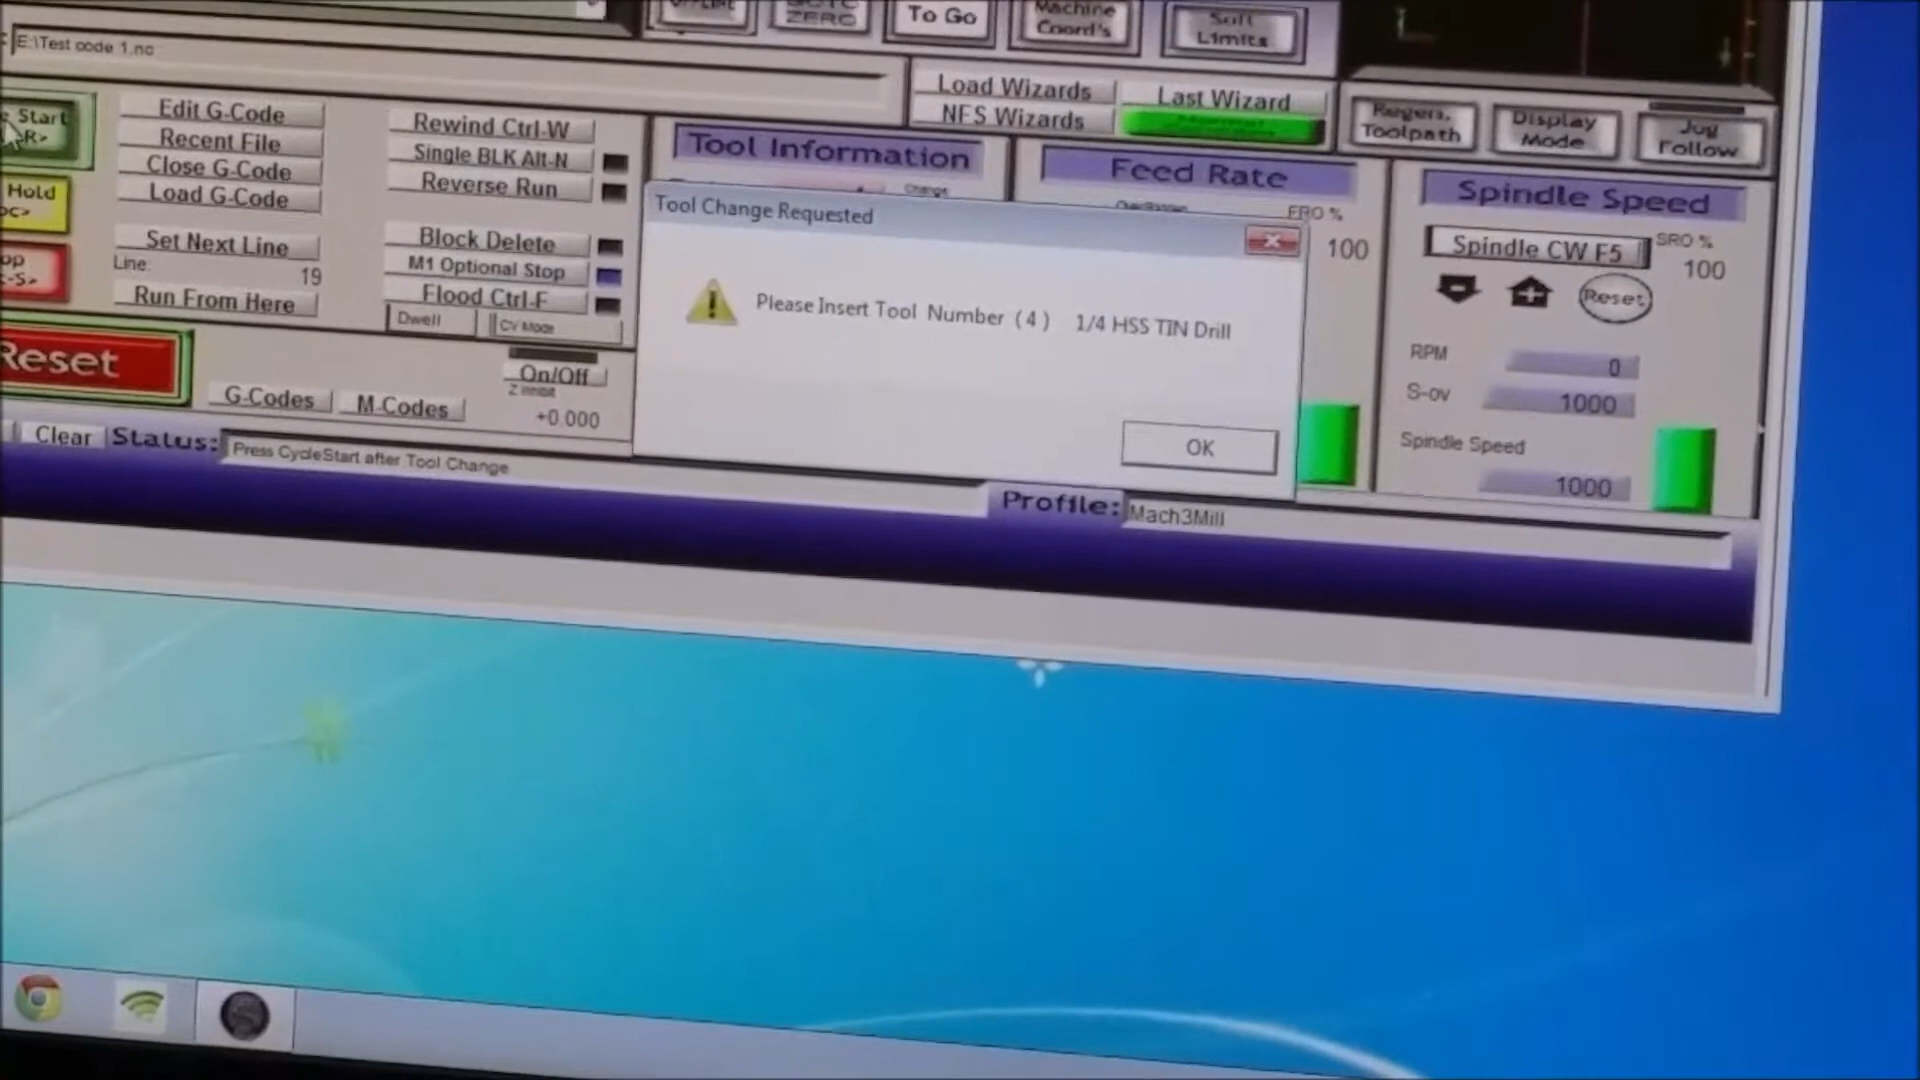 To Go
Machine
Coord's
Soft
Limits
ZERO
E:\Test code 1.nc
Load Wizards
Last Wizard
NFS Wizards
Regen.
Toolpath
Display
Mode
Jog
Follow
Start
Edit G-Code
Recent File
Close G-Code
Load G-Code
Rewind Ctrl-W
Single BLK Alt-N
Reverse Run
Tool Information
Change
Feed Rate
FRO %
100
Spindle Speed
Spindle CW F5
SRO %
100
Reset
RPM 0
S-ov 1000
Spindle Speed
1000
Hold
Set Next Line
Line: 19
Run From Here
Block Delete
M1 Optional Stop
Flood Ctrl-F
Dwell
CV Mode
Tool Change Requested
Please Insert Tool Number ( 4 ) 1/4 HSS TIN Drill
OK
Reset
G-Codes
M-Codes
On/Off
Z Inhibit
+0.000
Clear
Status:
Press CycleStart after Tool Change
Profile:
Mach3Mill